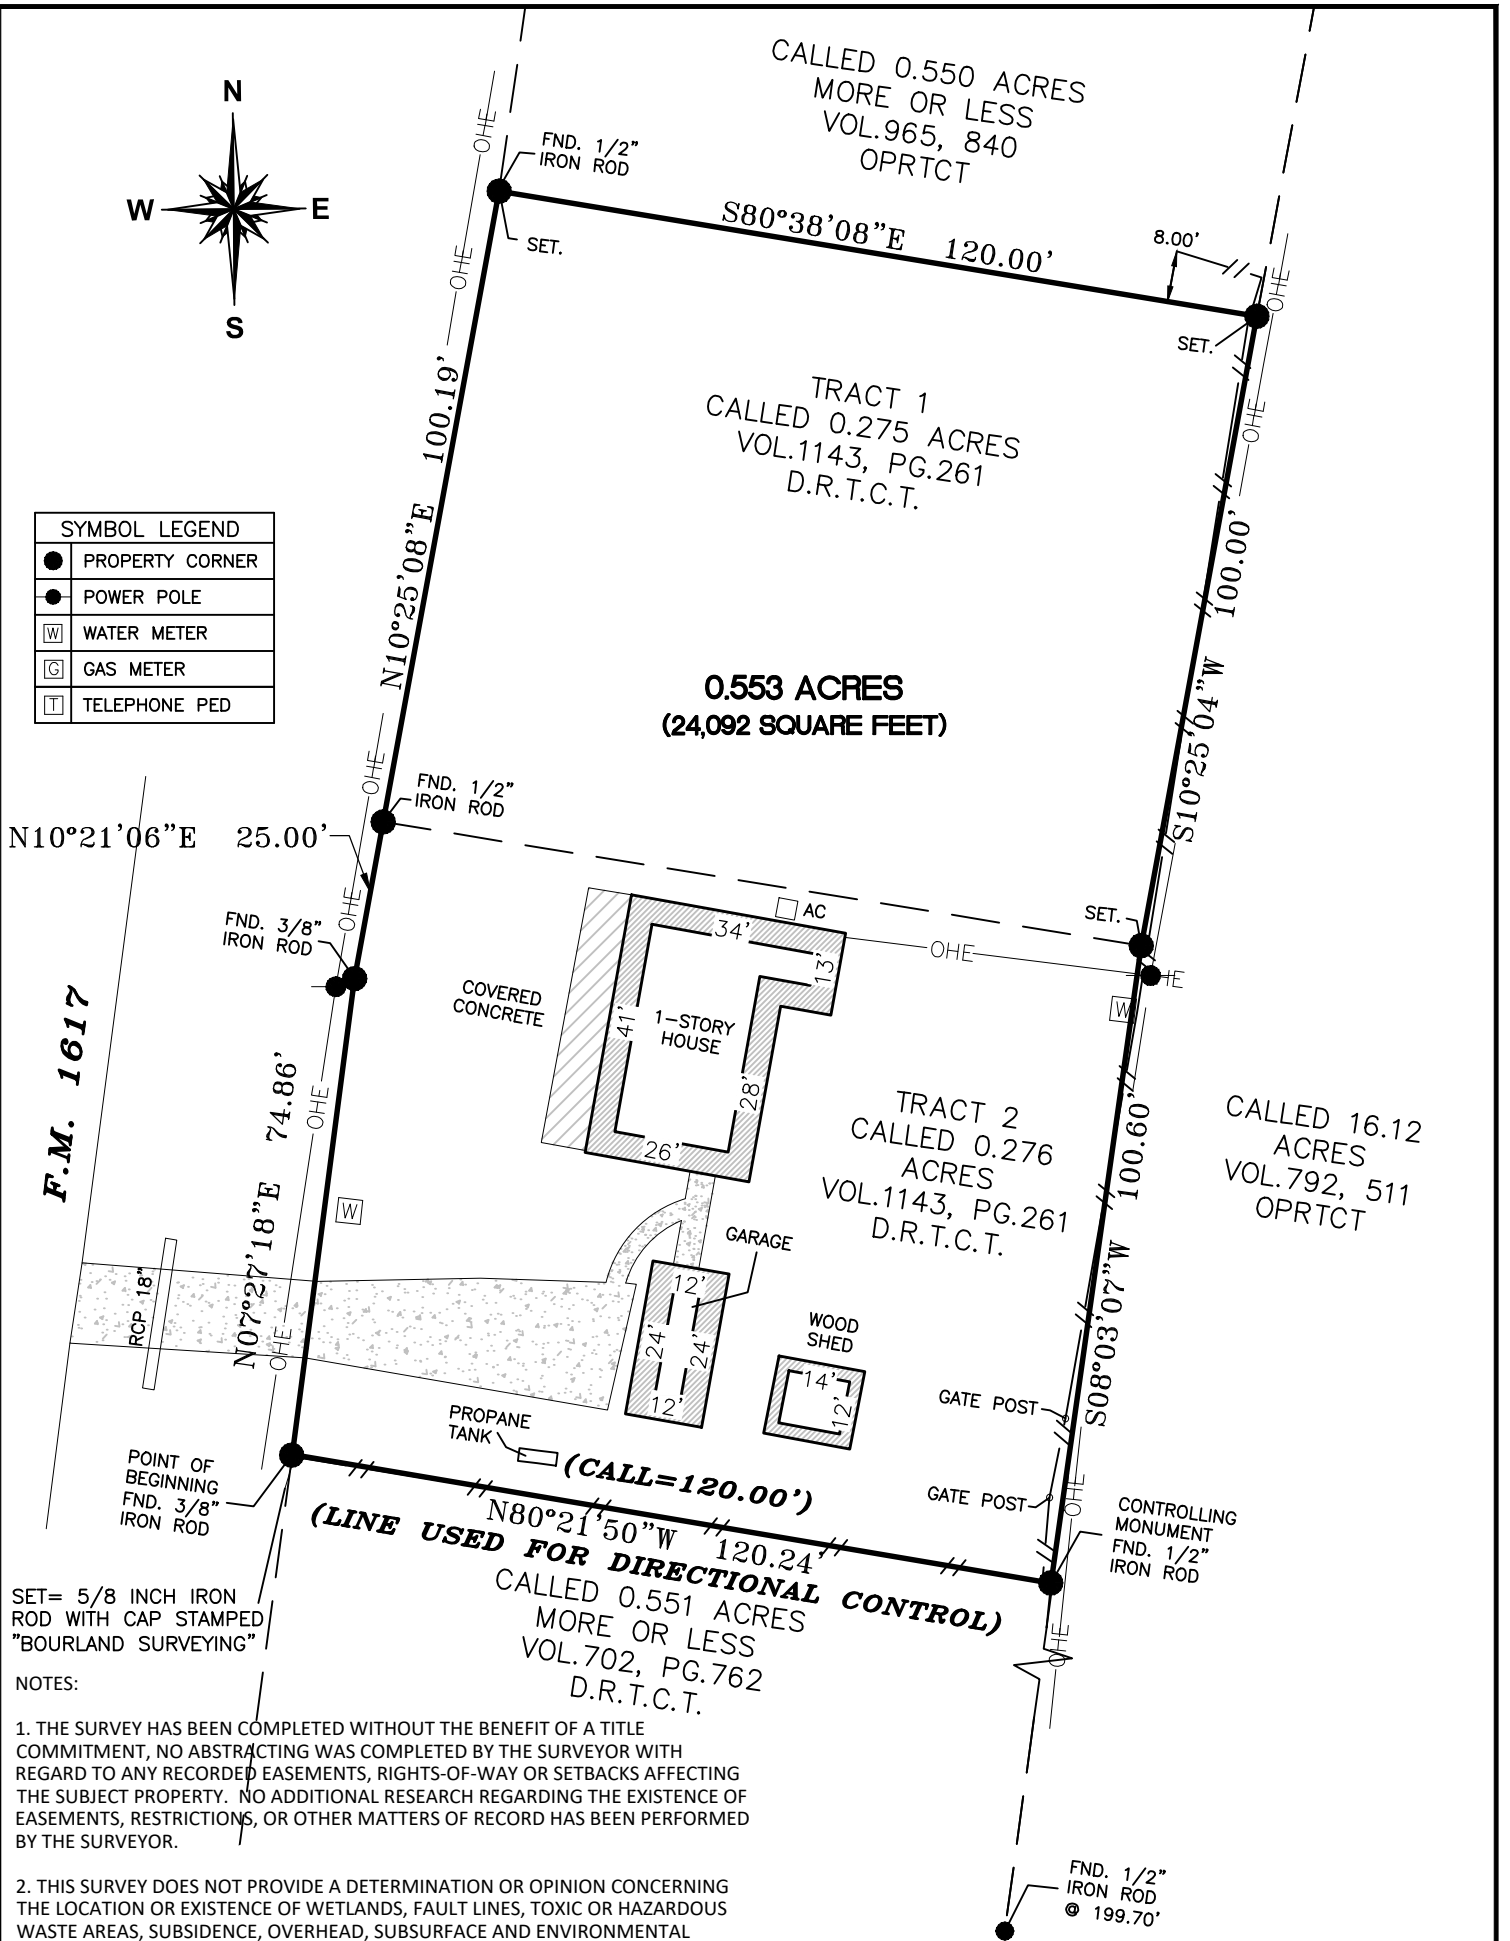 CALLED 0.550 ACRES
MORE OR LESS
VOL.965, 840
OPRTCT
N
W
E
S
OHE
FND. 1/2"
IRON ROD
SET.
S80°38'08"E 120.00'
8.00'
OHE
OHE
SET.
N10°25'08"E 100.19'
TRACT 1
CALLED 0.275 ACRES
VOL.1143, PG.261
D.R.T.C.T.
OHE
S10°25'04"W 100.00'
SYMBOL LEGEND
PROPERTY CORNER
POWER POLE
W WATER METER
G GAS METER
T TELEPHONE PED
0.553 ACRES
(24,092 SQUARE FEET)
OHE
FND. 1/2"
IRON ROD
N10°21'06"E 25.00'
OHE
FND. 3/8"
IRON ROD
AC
SET.
OHE
HE
W
34'
13'
41'
28'
26'
1-STORY
HOUSE
COVERED
CONCRETE
F.M. 1617
N07°27'18"E 74.86'
OHE
W
TRACT 2
CALLED 0.276
ACRES
VOL.1143, PG.261
D.R.T.C.T.
S08°03'07"W 100.60'
CALLED 16.12
ACRES
VOL.792, 511
OPRTCT
GARAGE
12'
24'
24'
12'
WOOD
SHED
14'
12'
RCP 18"
OHE
GATE POST
GATE POST
PROPANE
TANK
POINT OF
BEGINNING
FND. 3/8"
IRON ROD
(CALL=120.00')
N80°21'50"W 120.24'
(LINE USED FOR DIRECTIONAL CONTROL)
OHE
CONTROLLING
MONUMENT
FND. 1/2"
IRON ROD
CALLED 0.551 ACRES
MORE OR LESS
VOL.702, PG.762
D.R.T.C.T.
OHE
SET= 5/8 INCH IRON
ROD WITH CAP STAMPED
"BOURLAND SURVEYING"
NOTES:
1. THE SURVEY HAS BEEN COMPLETED WITHOUT THE BENEFIT OF A TITLE
COMMITMENT, NO ABSTRACTING WAS COMPLETED BY THE SURVEYOR WITH
REGARD TO ANY RECORDED EASEMENTS, RIGHTS-OF-WAY OR SETBACKS AFFECTING
THE SUBJECT PROPERTY. NO ADDITIONAL RESEARCH REGARDING THE EXISTENCE OF
EASEMENTS, RESTRICTIONS, OR OTHER MATTERS OF RECORD HAS BEEN PERFORMED
BY THE SURVEYOR.
2. THIS SURVEY DOES NOT PROVIDE A DETERMINATION OR OPINION CONCERNING
THE LOCATION OR EXISTENCE OF WETLANDS, FAULT LINES, TOXIC OR HAZARDOUS
WASTE AREAS, SUBSIDENCE, OVERHEAD, SUBSURFACE AND ENVIRONMENTAL
FND. 1/2"
IRON ROD
@ 199.70'